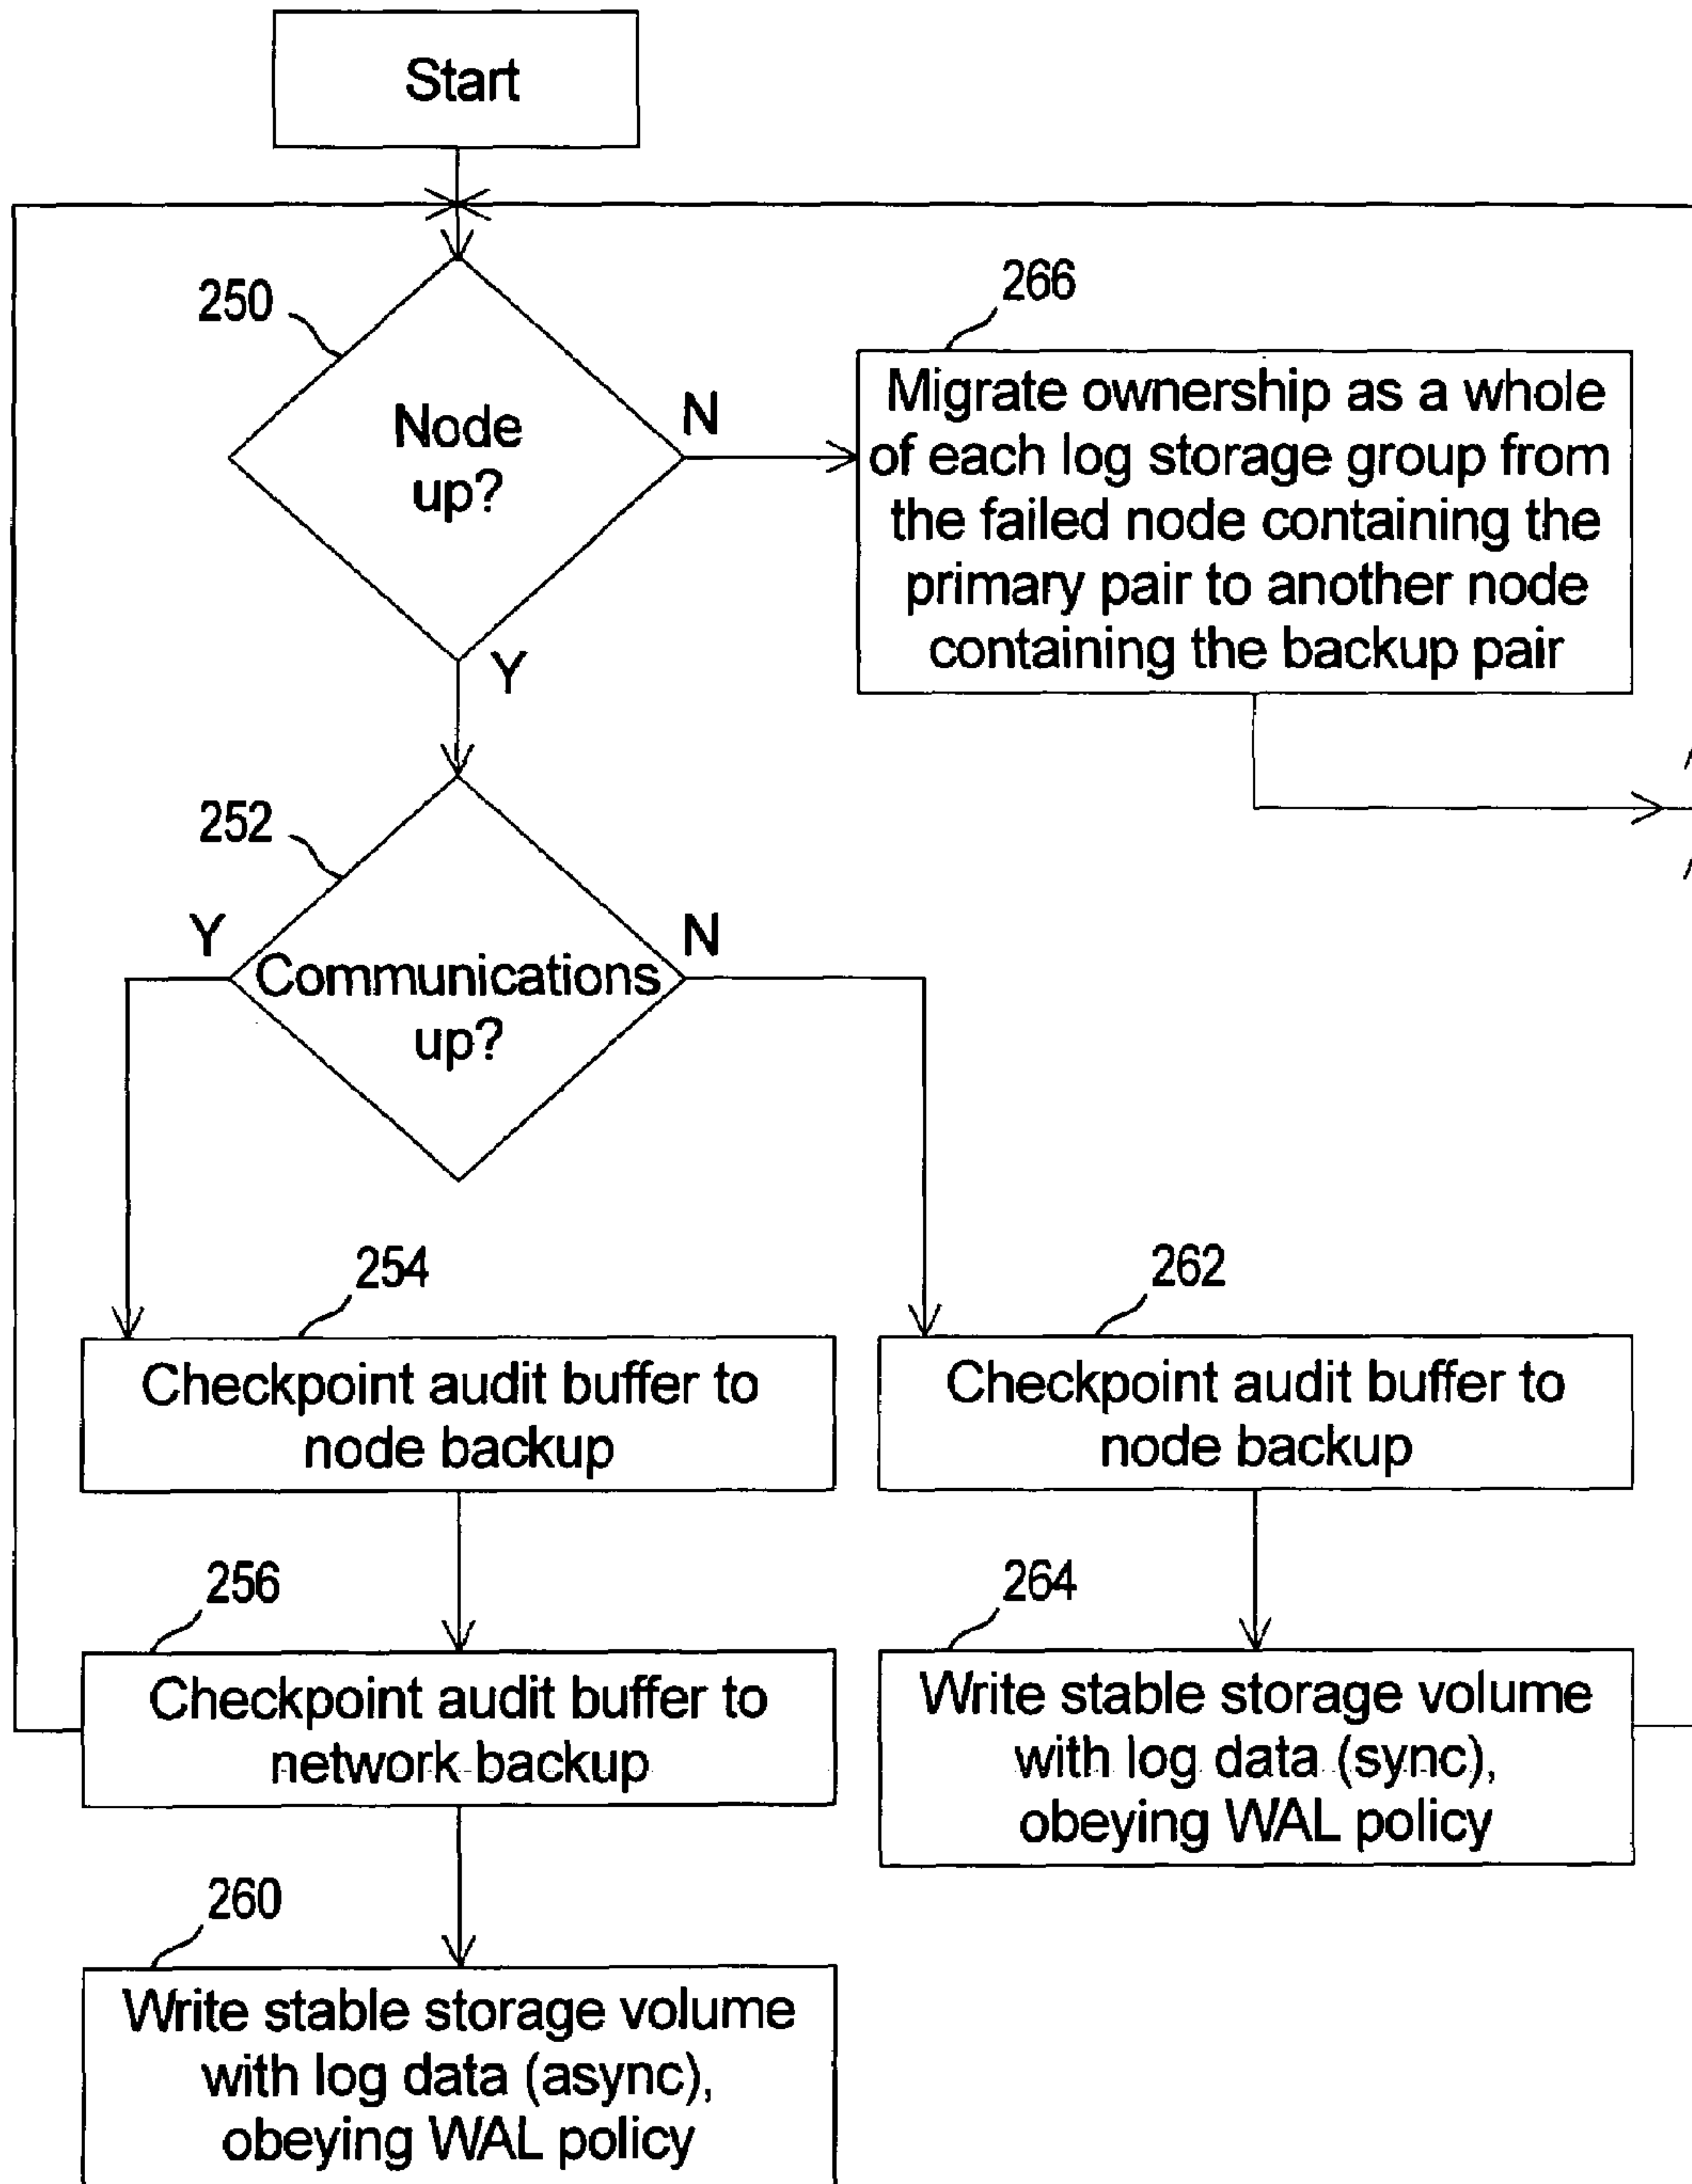 Start
250
Node
up?
N
Y
266
Migrate ownership as a whole
of each log storage group from
the failed node containing the
primary pair to another node
containing the backup pair
252
Y
Communications
up?
N
254
Checkpoint audit buffer to
node backup
262
Checkpoint audit buffer to
node backup
256
Checkpoint audit buffer to
network backup
264
Write stable storage volume
with log data (sync),
obeying WAL policy
260
Write stable storage volume
with log data (async),
obeying WAL policy